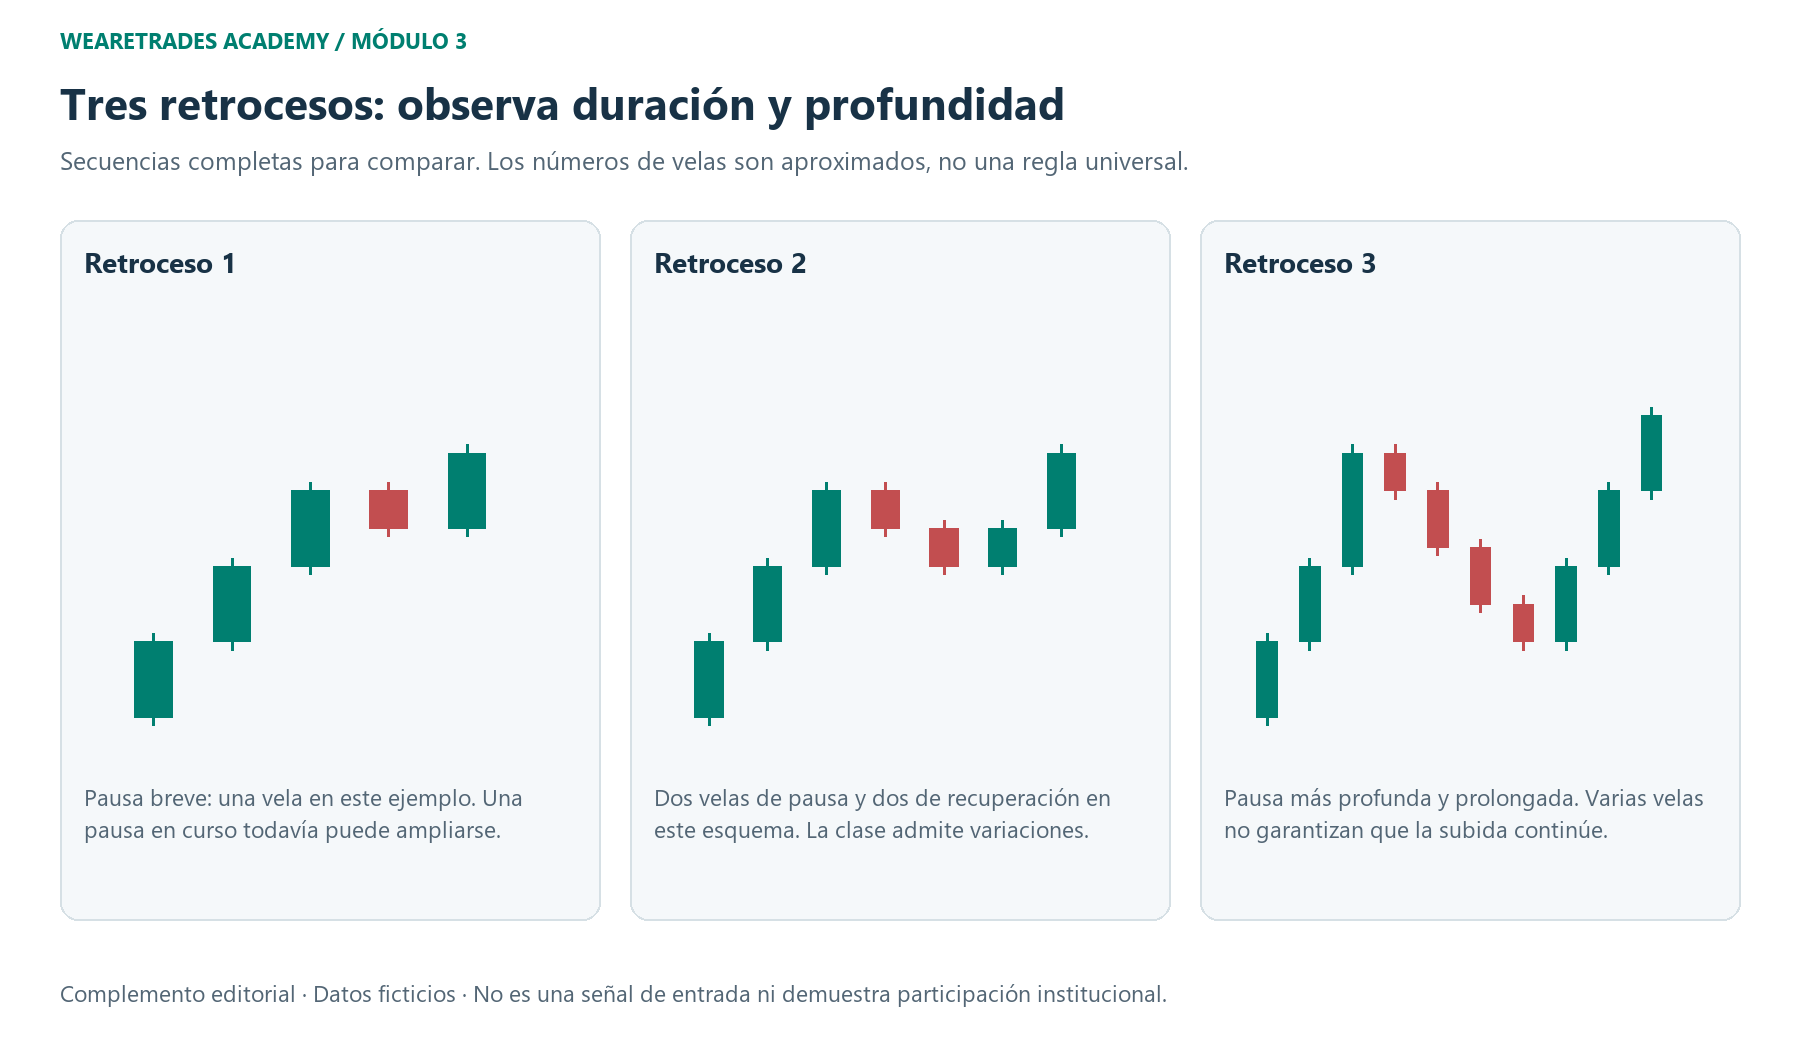 WEARETRADES ACADEMY / MÓDULO 3
Tres retrocesos: observa duración y profundidad
Secuencias completas para comparar. Los números de velas son aproximados, no una regla universal.
Retroceso 1
Pausa breve: una vela en este ejemplo. Una
pausa en curso todavía puede ampliarse.
Retroceso 2
Dos velas de pausa y dos de recuperación en
este esquema. La clase admite variaciones.
Retroceso 3
Pausa más profunda y prolongada. Varias velas
no garantizan que la subida continúe.
Complemento editorial · Datos ficticios · No es una señal de entrada ni demuestra participación institucional.